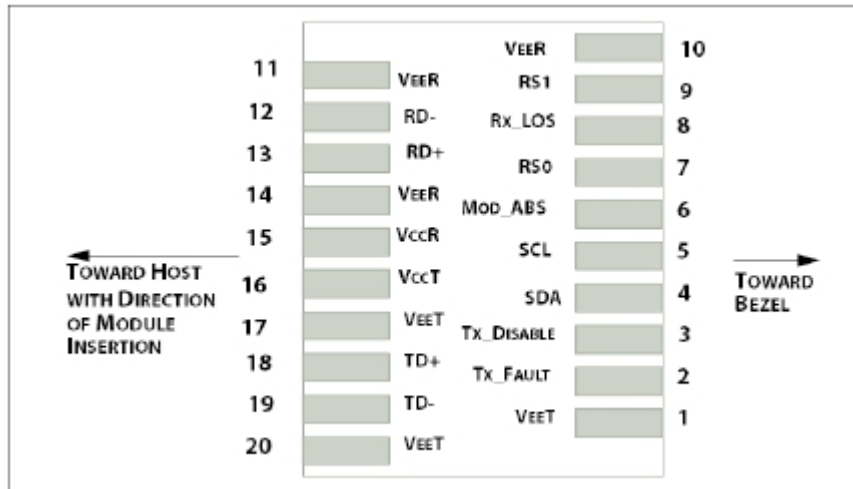 VEER 10
11 VEER RS1 9
12 RD- RX_LOS 8
13 RD+ RS0 7
14 VEER MOD_ABS 6
15 VCCR SCL 5
16 VCCT SDA 4
17 VEET TX_DISABLE 3
18 TD+ TX_FAULT 2
19 TD- VEET 1
20 VEET
TOWARD HOST
WITH DIRECTION
OF MODULE
INSERTION
TOWARD
BEZEL